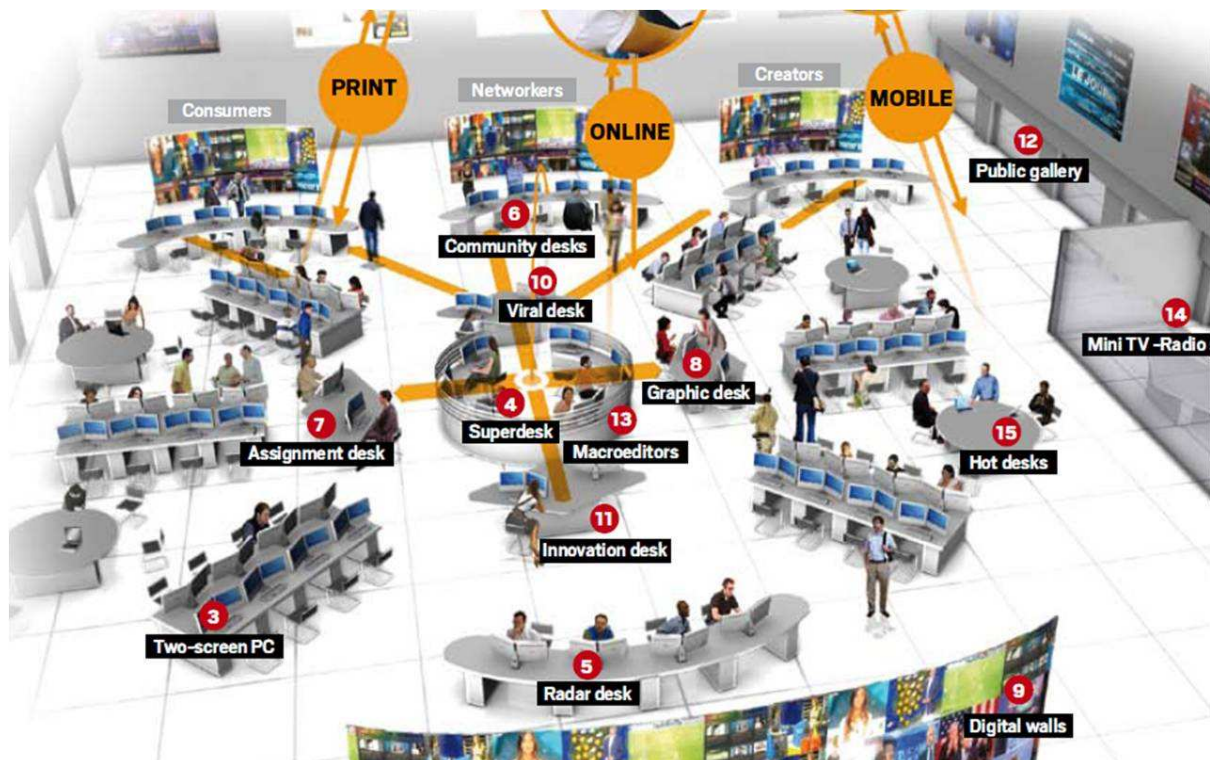 PRINT
Networkers
Creators
Consumers
ONLINE
MOBILE
LE JOUR
12
Public gallery
6
Community desks
10
Viral desk
14
Mini TV -Radio
8
Graphic desk
4
Superdesk
13
Macroeditors
7
Assignment desk
15
Hot desks
11
Innovation desk
3
Two-screen PC
5
Radar desk
9
Digital walls